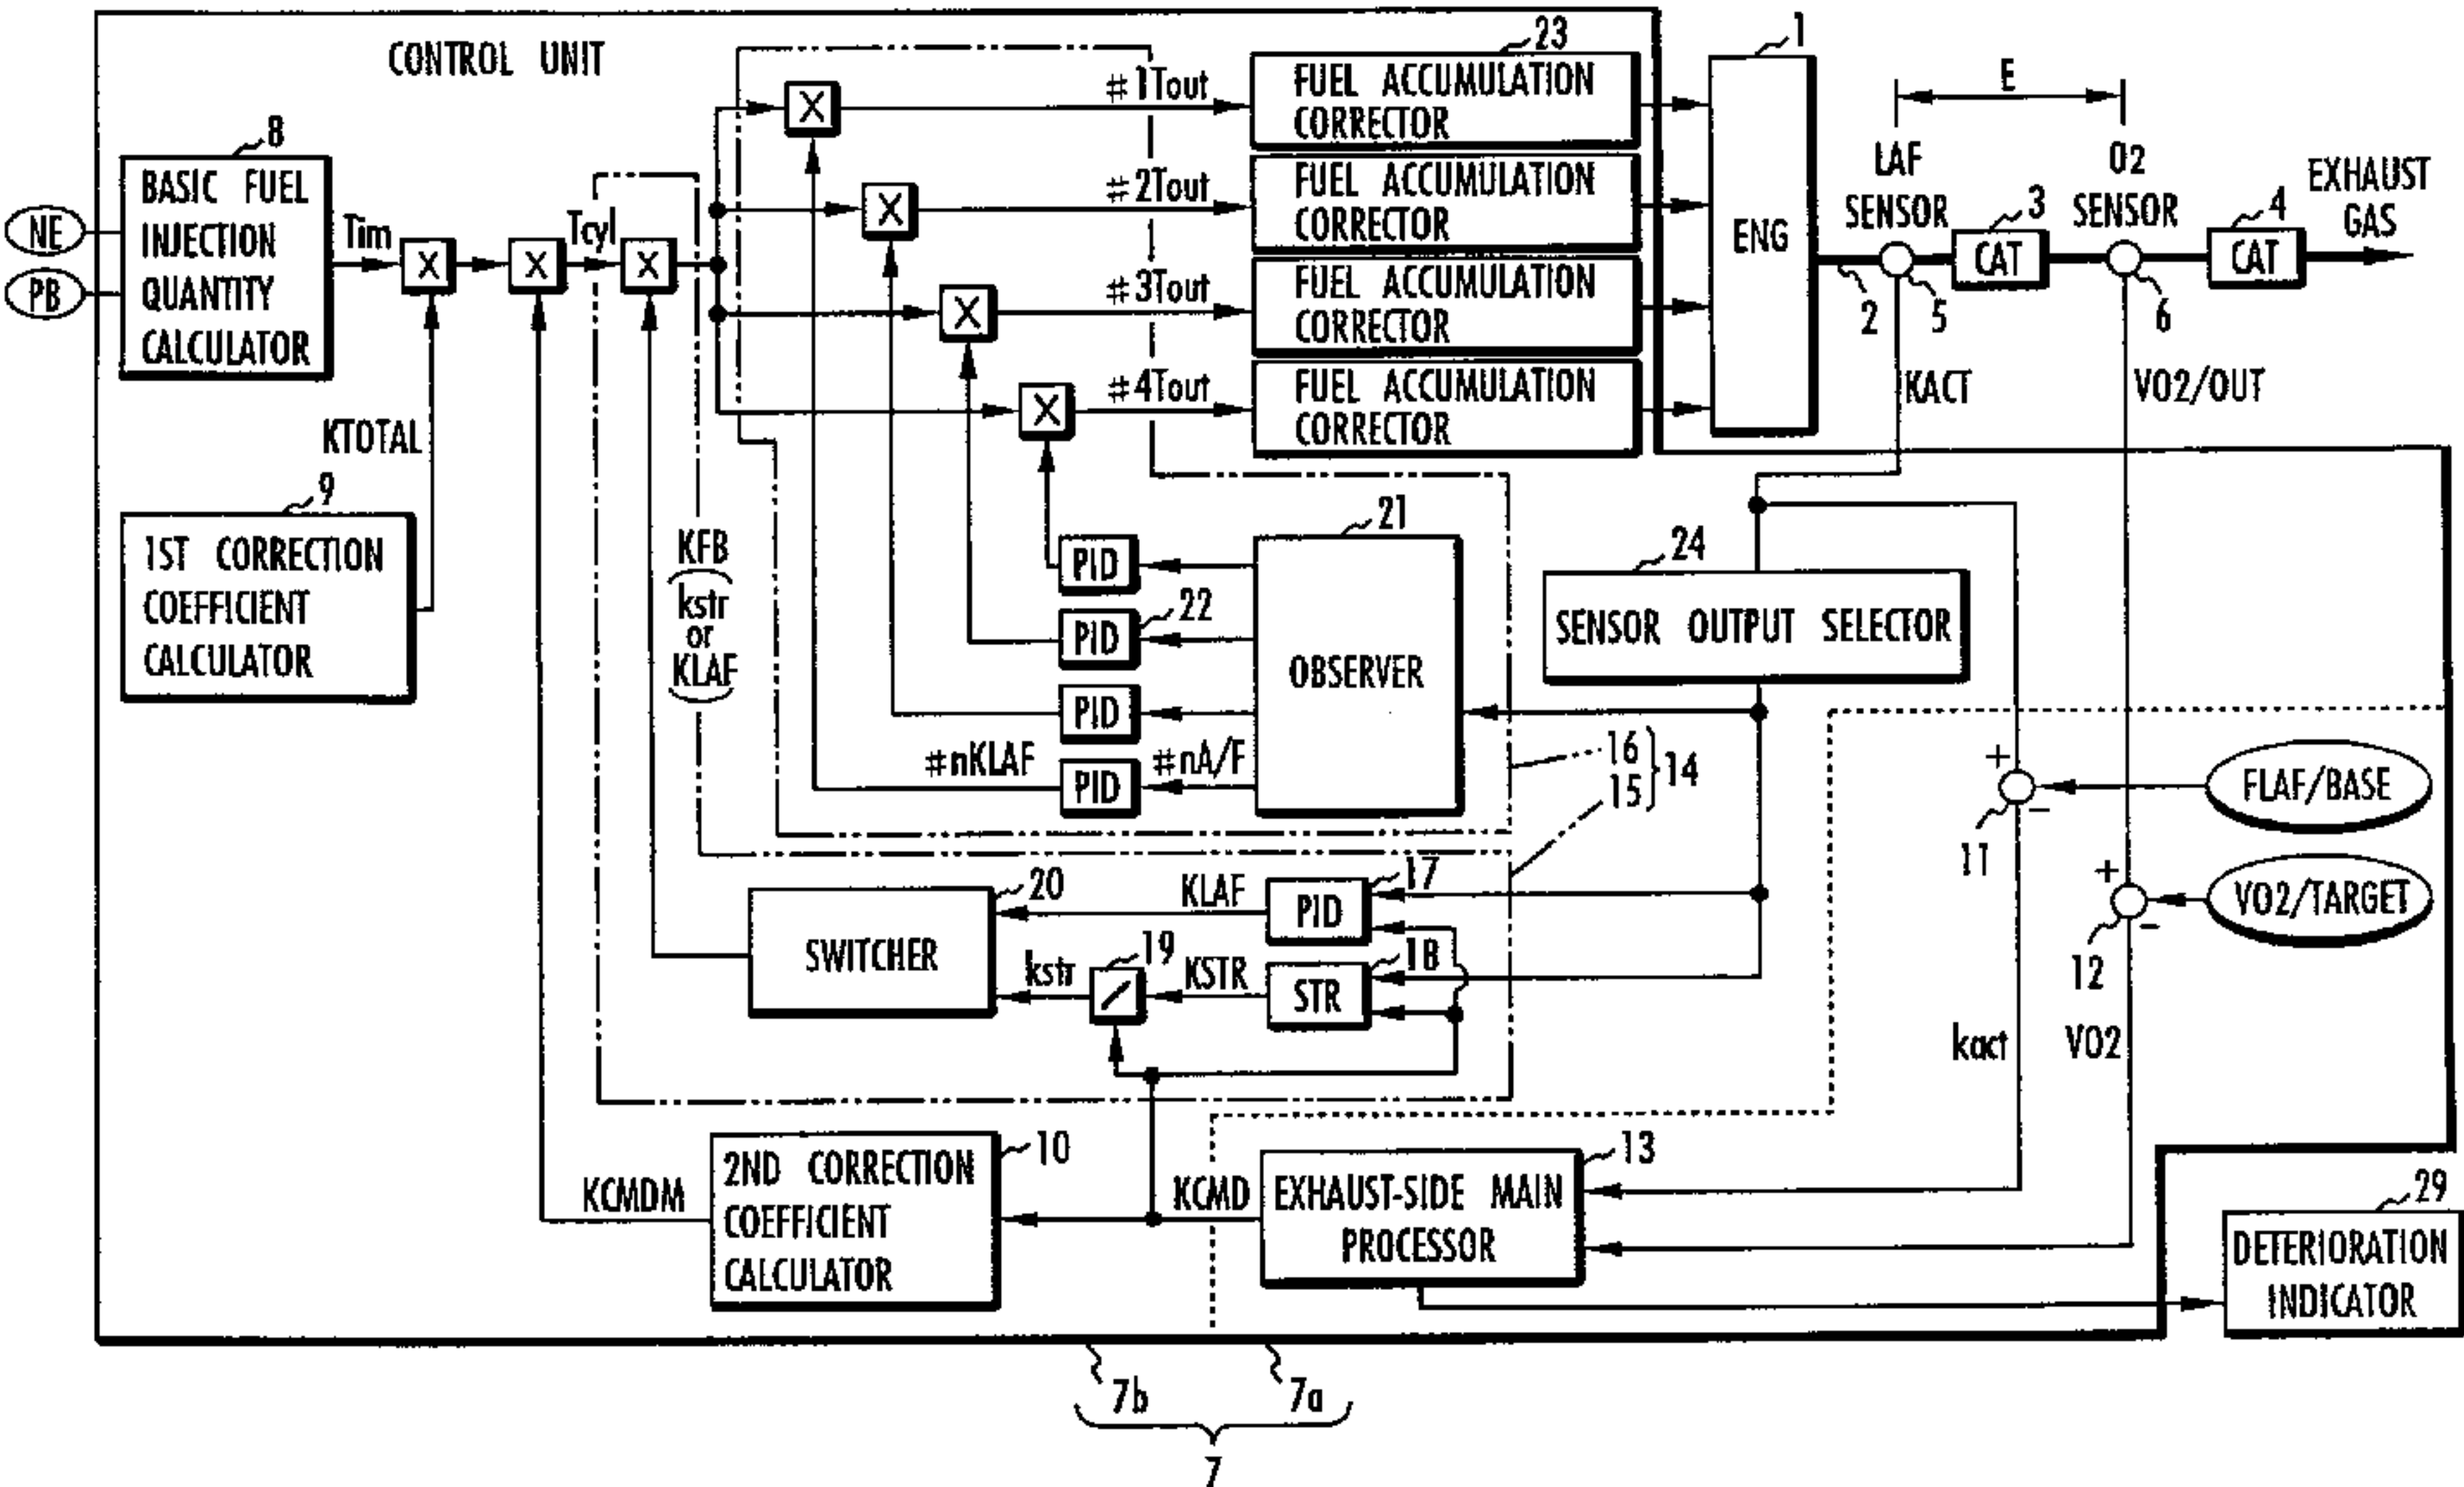 CONTROL UNIT
8
BASIC FUEL
INJECTION
QUANTITY
CALCULATOR
NE
PB
Tim
X
X
Tcyl
X
KTOTAL
9
1ST CORRECTION
COEFFICIENT
CALCULATOR
X
X
X
X
#1Tout
#2Tout
#3Tout
#4Tout
23
FUEL ACCUMULATION
CORRECTOR
FUEL ACCUMULATION
CORRECTOR
FUEL ACCUMULATION
CORRECTOR
FUEL ACCUMULATION
CORRECTOR
1
ENG
E
LAF
SENSOR
O2
SENSOR
EXHAUST
GAS
3
CAT
4
CAT
2
5
6
KACT
VO2/OUT
KFB
(kstr
or
KLAF)
21
OBSERVER
PID
22
PID
PID
PID
#nKLAF
#nA/F
24
SENSOR OUTPUT SELECTOR
16
15
14
+
−
11
FLAF/BASE
+
−
12
VO2/TARGET
kact
VO2
20
SWITCHER
KLAF
17
PID
kstr
19
KSTR
18
STR
KCMDM
10
2ND CORRECTION
COEFFICIENT
CALCULATOR
KCMD
13
EXHAUST-SIDE MAIN
PROCESSOR
29
DETERIORATION
INDICATOR
7b
7a
7